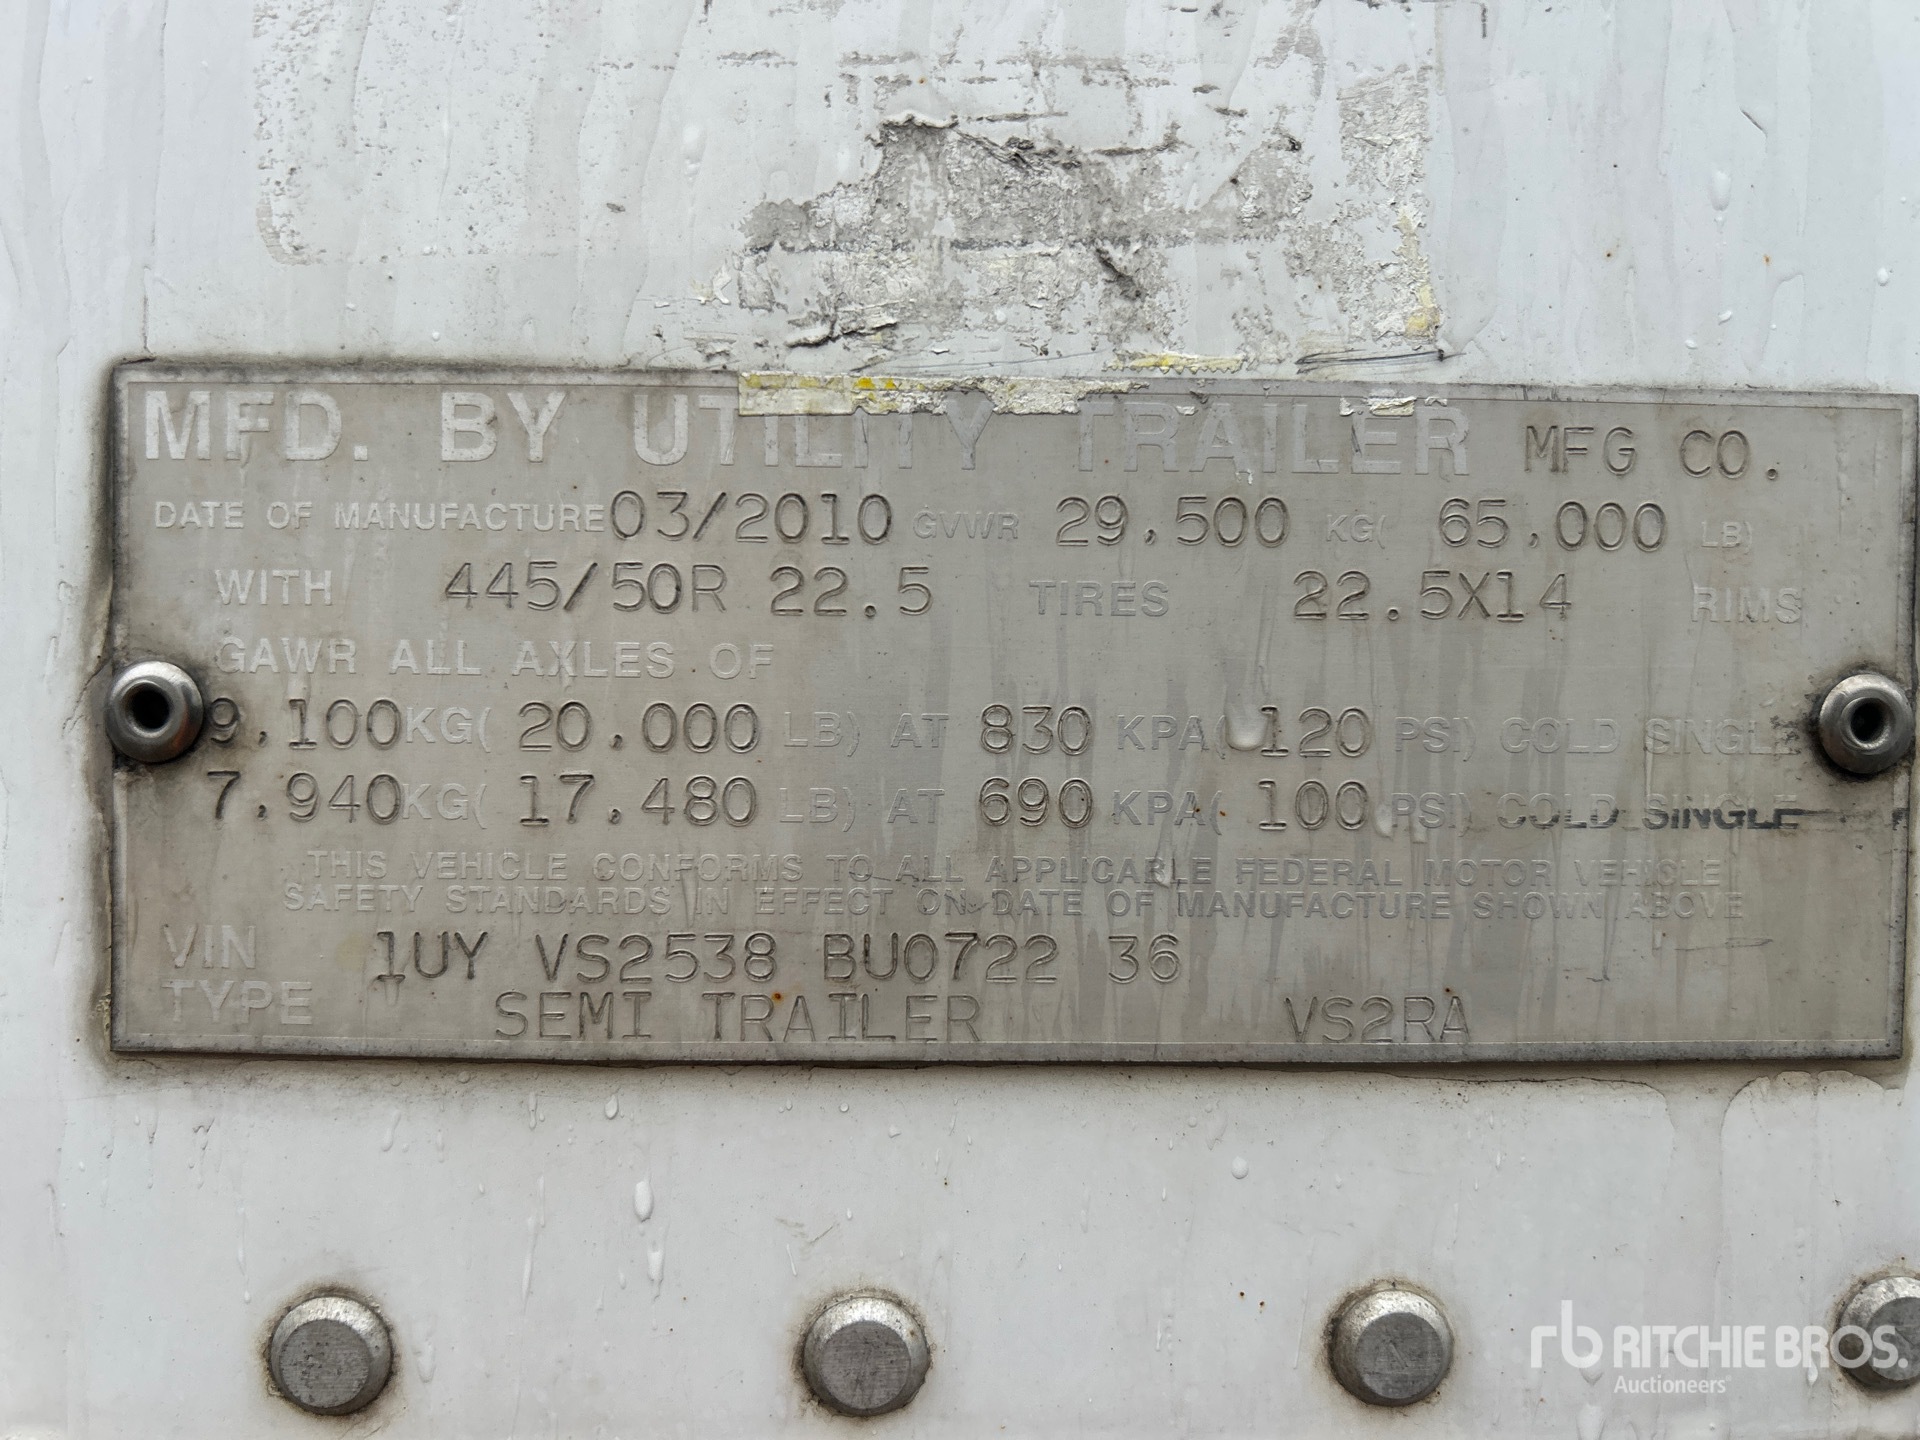 MFD. BY UTILITY TRAILER MFG CO.
DATE OF MANUFACTURE 03/2010 GVWR 29,500 KG( 65,000 LB)
WITH 445/50R 22.5 TIRES 22.5X14 RIMS
GAWR ALL AXLES OF
9,100 KG( 20,000 LB) AT 830 KPA( 120 PSI) COLD SINGLE
7,940 KG( 17,480 LB) AT 690 KPA( 100 PSI) COLD SINGLE
THIS VEHICLE CONFORMS TO ALL APPLICABLE FEDERAL MOTOR VEHICLE
SAFETY STANDARDS IN EFFECT ON DATE OF MANUFACTURE SHOWN ABOVE
VIN 1UY VS2538 BU0722 36
TYPE SEMI TRAILER VS2RA
rb RITCHIE BROS.
Auctioneers